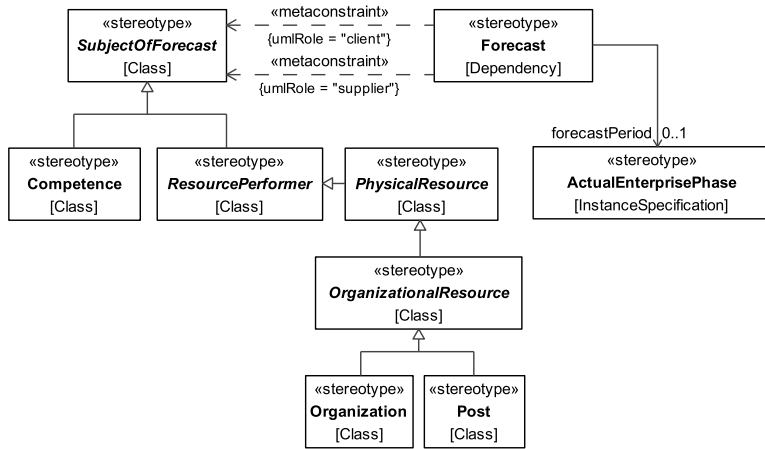 «stereotype»
SubjectOfForecast
[Class]
«metaconstraint»
{umlRole = "client"}
«metaconstraint»
{umlRole = "supplier"}
«stereotype»
Forecast
[Dependency]
forecastPeriod 0..1
«stereotype»
Competence
[Class]
«stereotype»
ResourcePerformer
[Class]
«stereotype»
PhysicalResource
[Class]
«stereotype»
ActualEnterprisePhase
[InstanceSpecification]
«stereotype»
OrganizationalResource
[Class]
«stereotype»
Organization
[Class]
«stereotype»
Post
[Class]